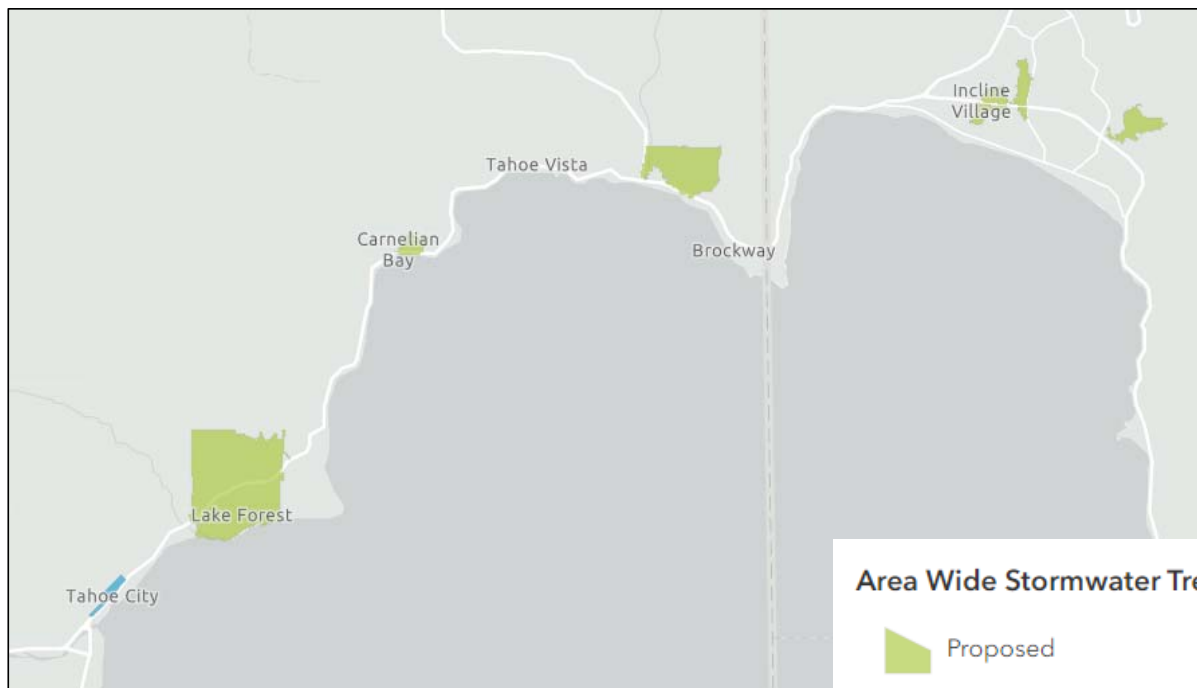 Incline
Village
Tahoe Vista
Carnelian
Bay
Brockway
Lake Forest
Tahoe City
Area Wide Stormwater Tre
Proposed